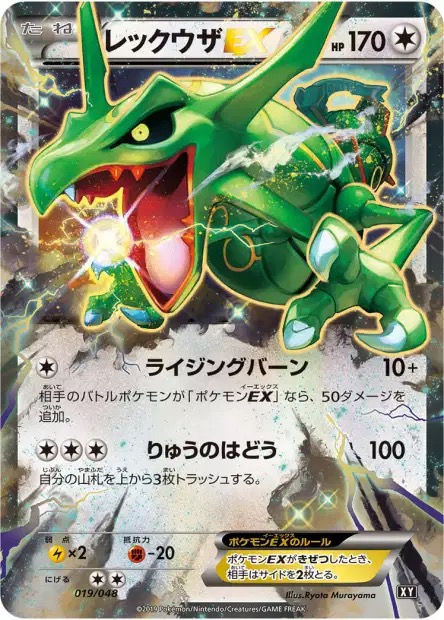 たね レックウザEX HP 170
ライジングバーン 10+
相手のバトルポケモンが「ポケモンEX」なら、50ダメージを
追加。
りゅうのはどう 100
自分の山札を上から3枚トラッシュする。
弱点 抵抗力
×2 -20
にげる
019/048
ポケモンEXのルール
ポケモンEXがきぜつしたとき、
相手はサイドを2枚とる。
XY
Illus.Ryota Murayama
©2019 Pokémon/Nintendo/Creatures/GAME FREAK.